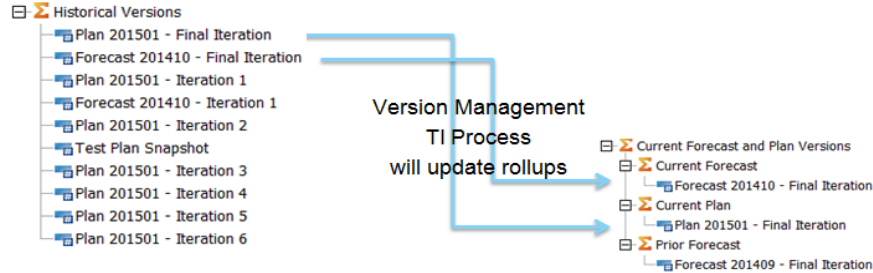 Historical Versions
Plan 201501 - Final Iteration
Forecast 201410 - Final Iteration
Plan 201501 - Iteration 1
Forecast 201410 - Iteration 1
Plan 201501 - Iteration 2
Test Plan Snapshot
Plan 201501 - Iteration 3
Plan 201501 - Iteration 4
Plan 201501 - Iteration 5
Plan 201501 - Iteration 6
Version Management
TI Process
will update rollups
Current Forecast and Plan Versions
Current Forecast
Forecast 201410 - Final Iteration
Current Plan
Plan 201501 - Final Iteration
Prior Forecast
Forecast 201409 - Final Iteration